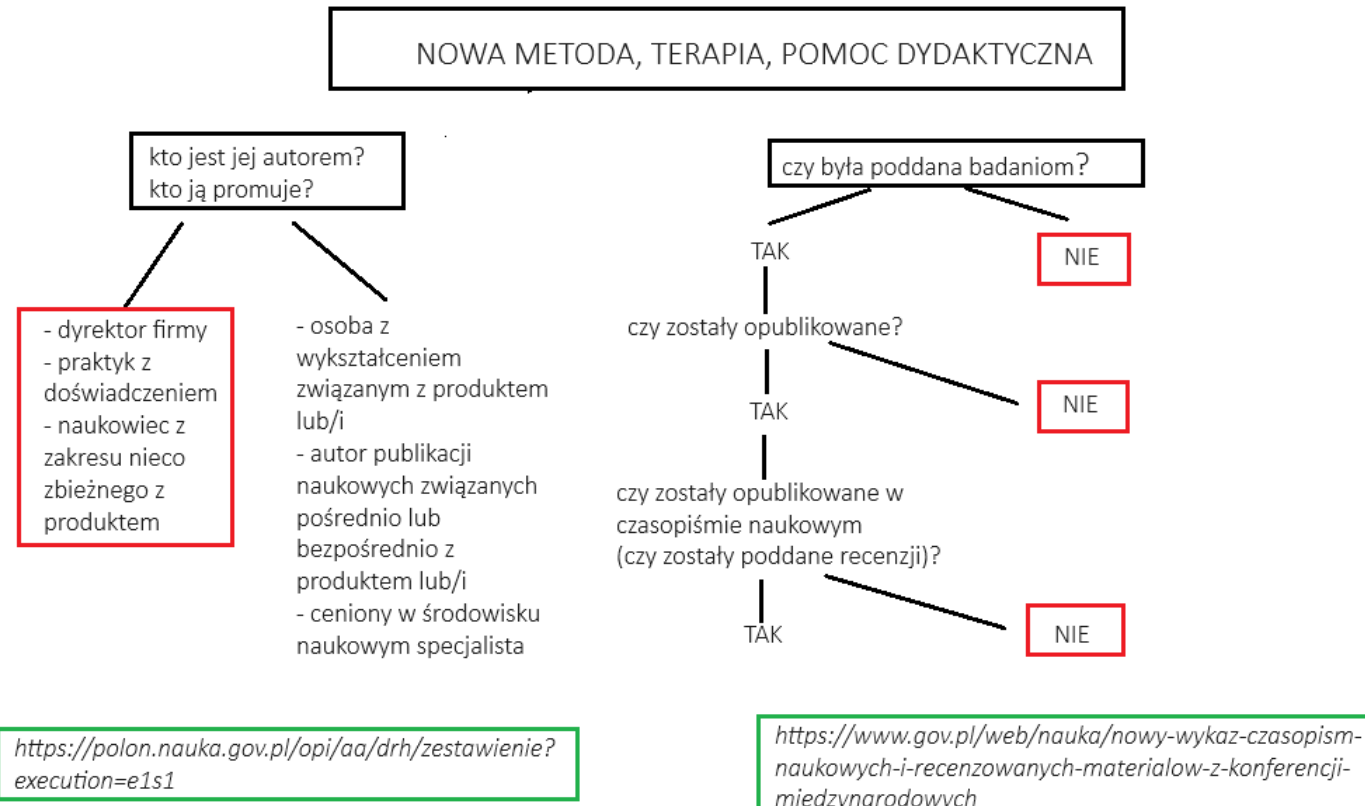 NOWA METODA, TERAPIA, POMOC DYDAKTYCZNA
kto jest jej autorem?
kto ją promuje?
- dyrektor firmy
- praktyk z
doświadczeniem
- naukowiec z
zakresu nieco
zbieżnego z
produktem
- osoba z
wykształceniem
związanym z produktem
lub/i
- autor publikacji
naukowych związanych
pośrednio lub
bezpośrednio z
produktem lub/i
- ceniony w środowisku
naukowym specjalista
https://polon.nauka.gov.pl/opi/aa/drh/zestawienie?
execution=e1s1
czy była poddana badaniom?
TAK
NIE
czy zostały opublikowane?
TAK
NIE
czy zostały opublikowane w
czasopiśmie naukowym
(czy zostały poddane recenzji)?
TAK
NIE
https://www.gov.pl/web/nauka/nowy-wykaz-czasopism-
naukowych-i-recenzowanych-materialow-z-konferencji-
miedzynarodowych